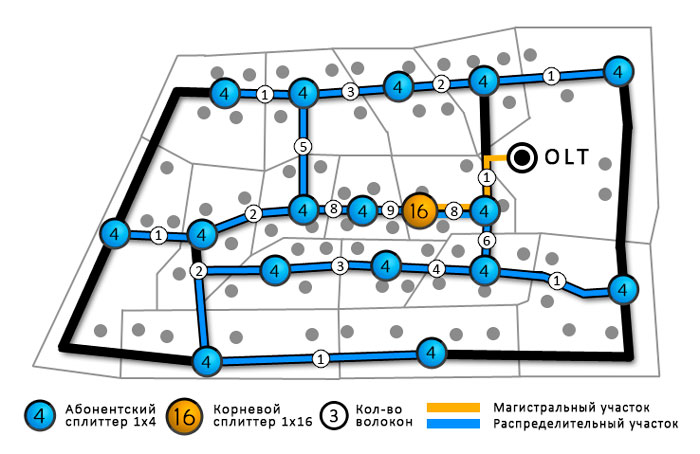 4 1 4 3 4 2 4 1 4
5
OLT
1
4 1 4 2 4 8 4 9 16 8 4
6
2 4 3 4 4 4 1 4
4 1 4
4 Абонентский
сплиттер 1x4
16 Корневой
сплиттер 1x16
3 Кол-во
волокон
Магистральный участок
Распределительный участок